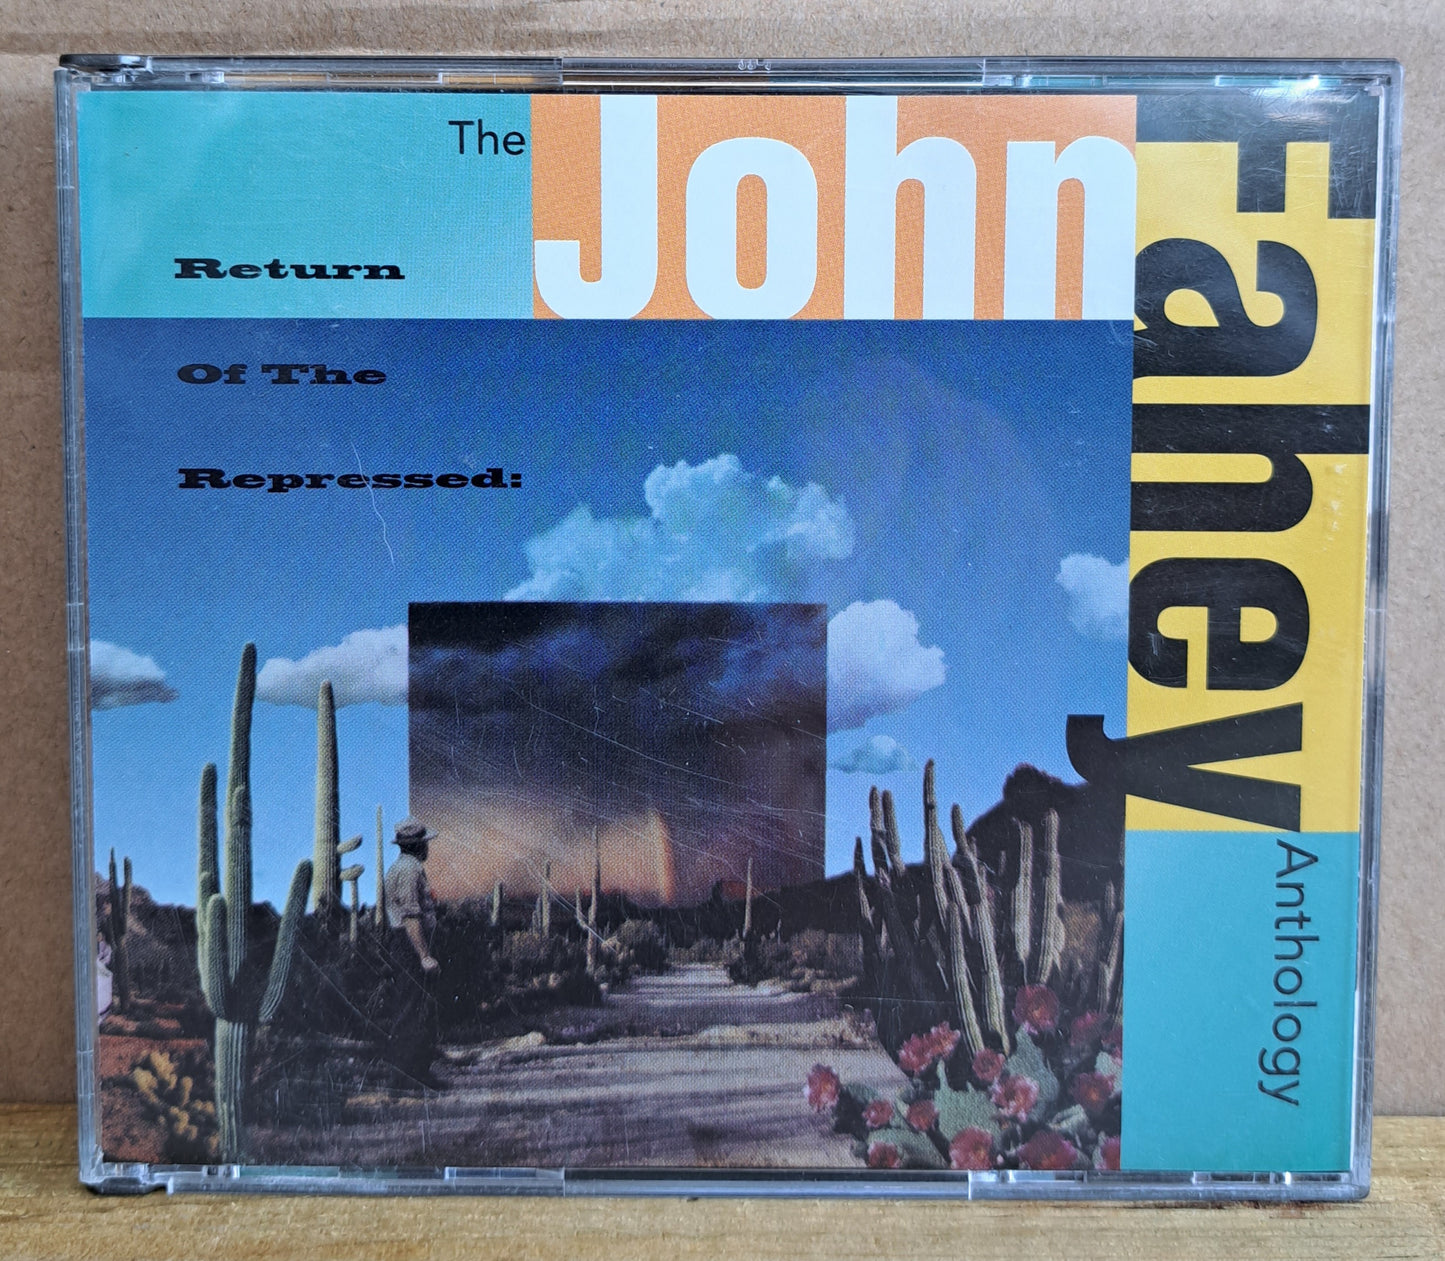 Return
Of The
Repressed:
The
John
Fahey
Anthology